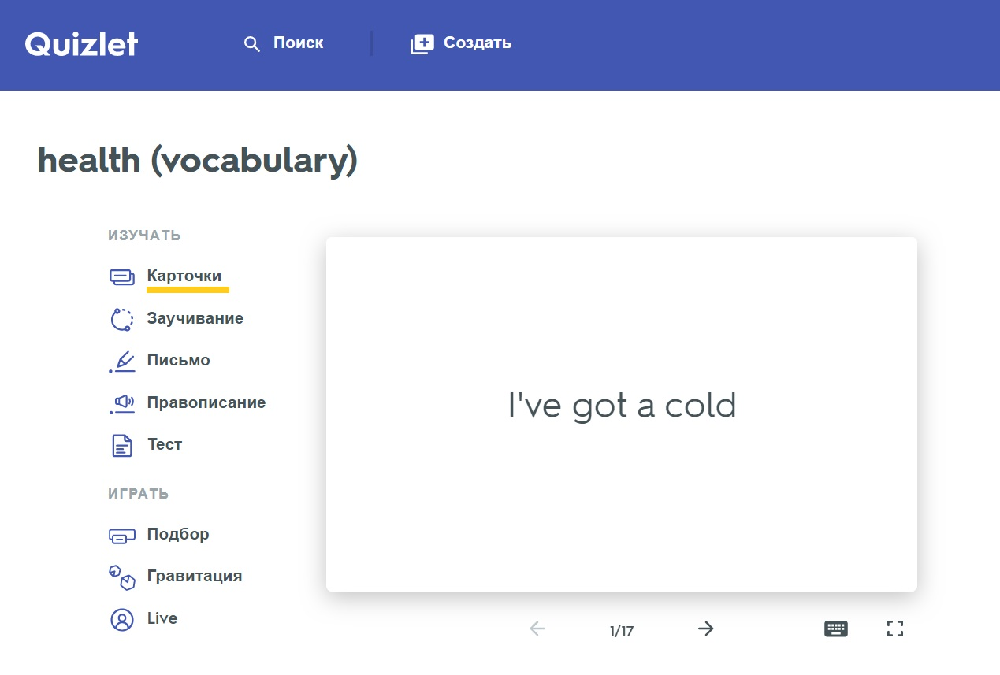 Quizlet
Поиск
Создать
health (vocabulary)
ИЗУЧАТЬ
Карточки
Заучивание
Письмо
Правописание
Тест
ИГРАТЬ
Подбор
Гравитация
Live
I've got a cold
1/17